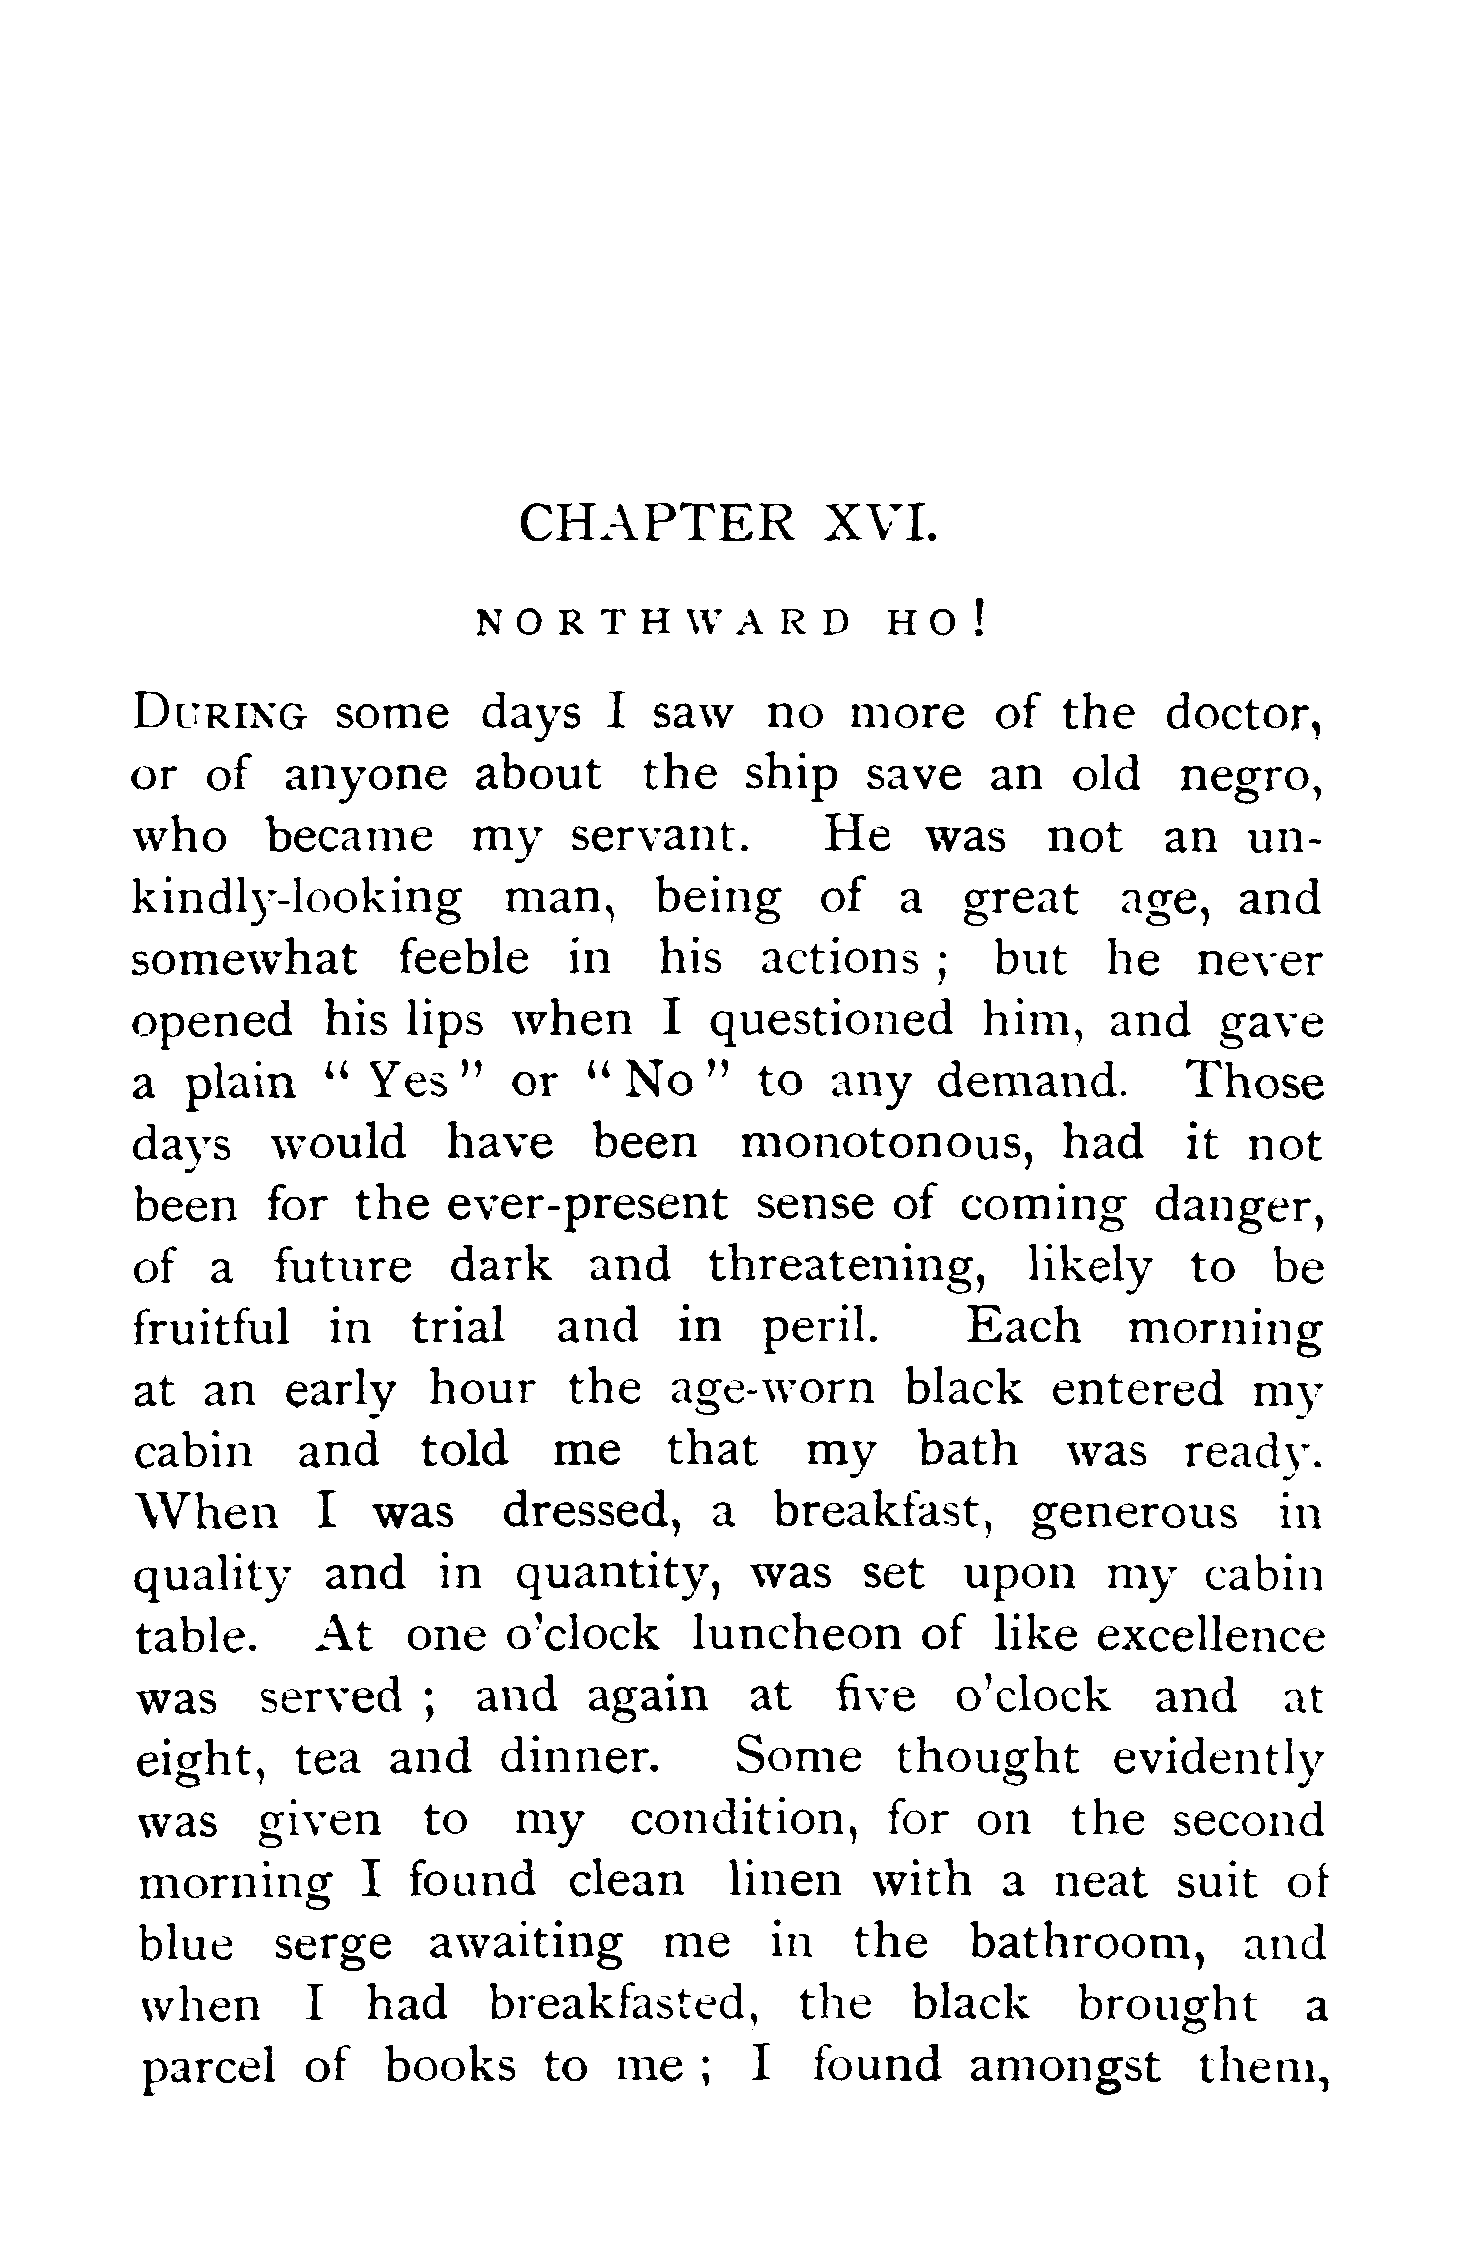 CHAPTER XVI.
NORTHWARD HO!
DURING some days I saw no more of the doctor,
or of anyone about the ship save an old negro,
who became my servant. He was not an un-
kindly-looking man, being of a great age, and
somewhat feeble in his actions ; but he never
opened his lips when I questioned him, and gave
a plain “ Yes ” or “ No ” to any demand. Those
days would have been monotonous, had it not
been for the ever-present sense of coming danger,
of a future dark and threatening, likely to be
fruitful in trial and in peril. Each morning
at an early hour the age-worn black entered my
cabin and told me that my bath was ready.
When I was dressed, a breakfast, generous in
quality and in quantity, was set upon my cabin
table. At one o'clock luncheon of like excellence
was served ; and again at five o'clock and at
eight, tea and dinner. Some thought evidently
was given to my condition, for on the second
morning I found clean linen with a neat suit of
blue serge awaiting me in the bathroom, and
when I had breakfasted, the black brought a
parcel of books to me ; I found amongst them,